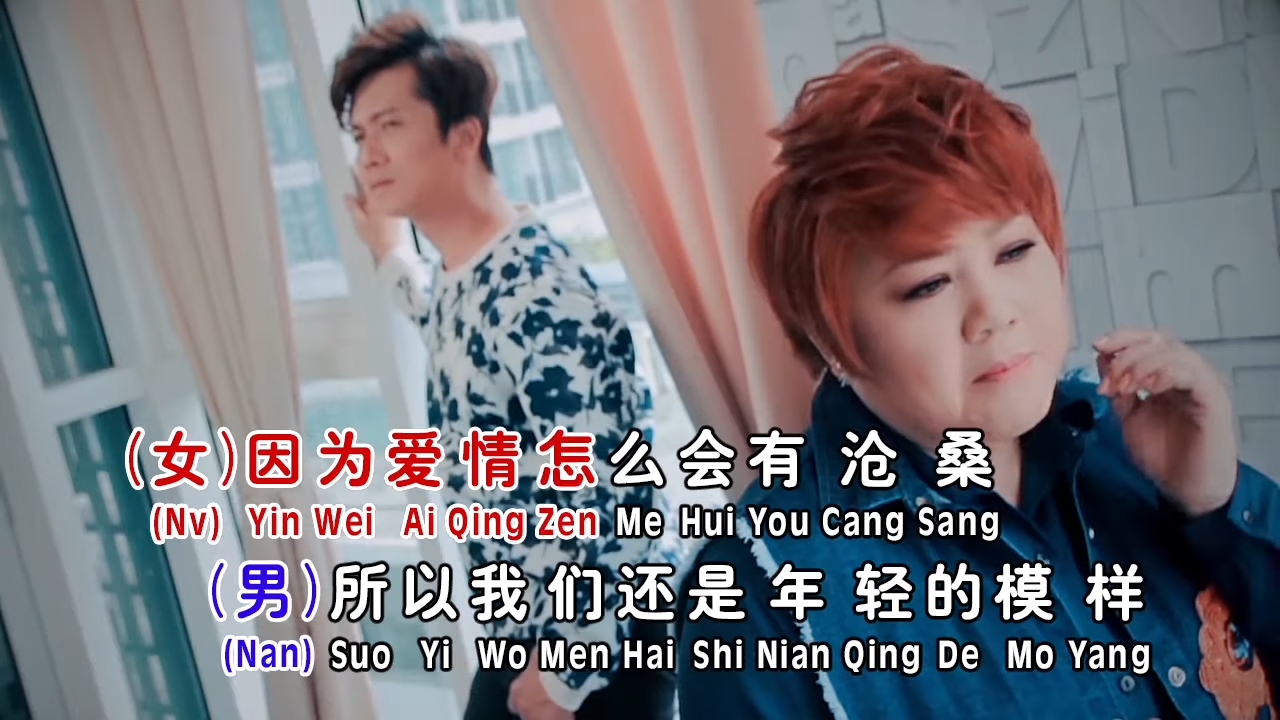 (女)因为爱情怎么会有沧桑
(Nv) Yin Wei Ai Qing Zen Me Hui You Cang Sang
(男)所以我们还是年轻的模样
(Nan) Suo Yi Wo Men Hai Shi Nian Qing De Mo Yang